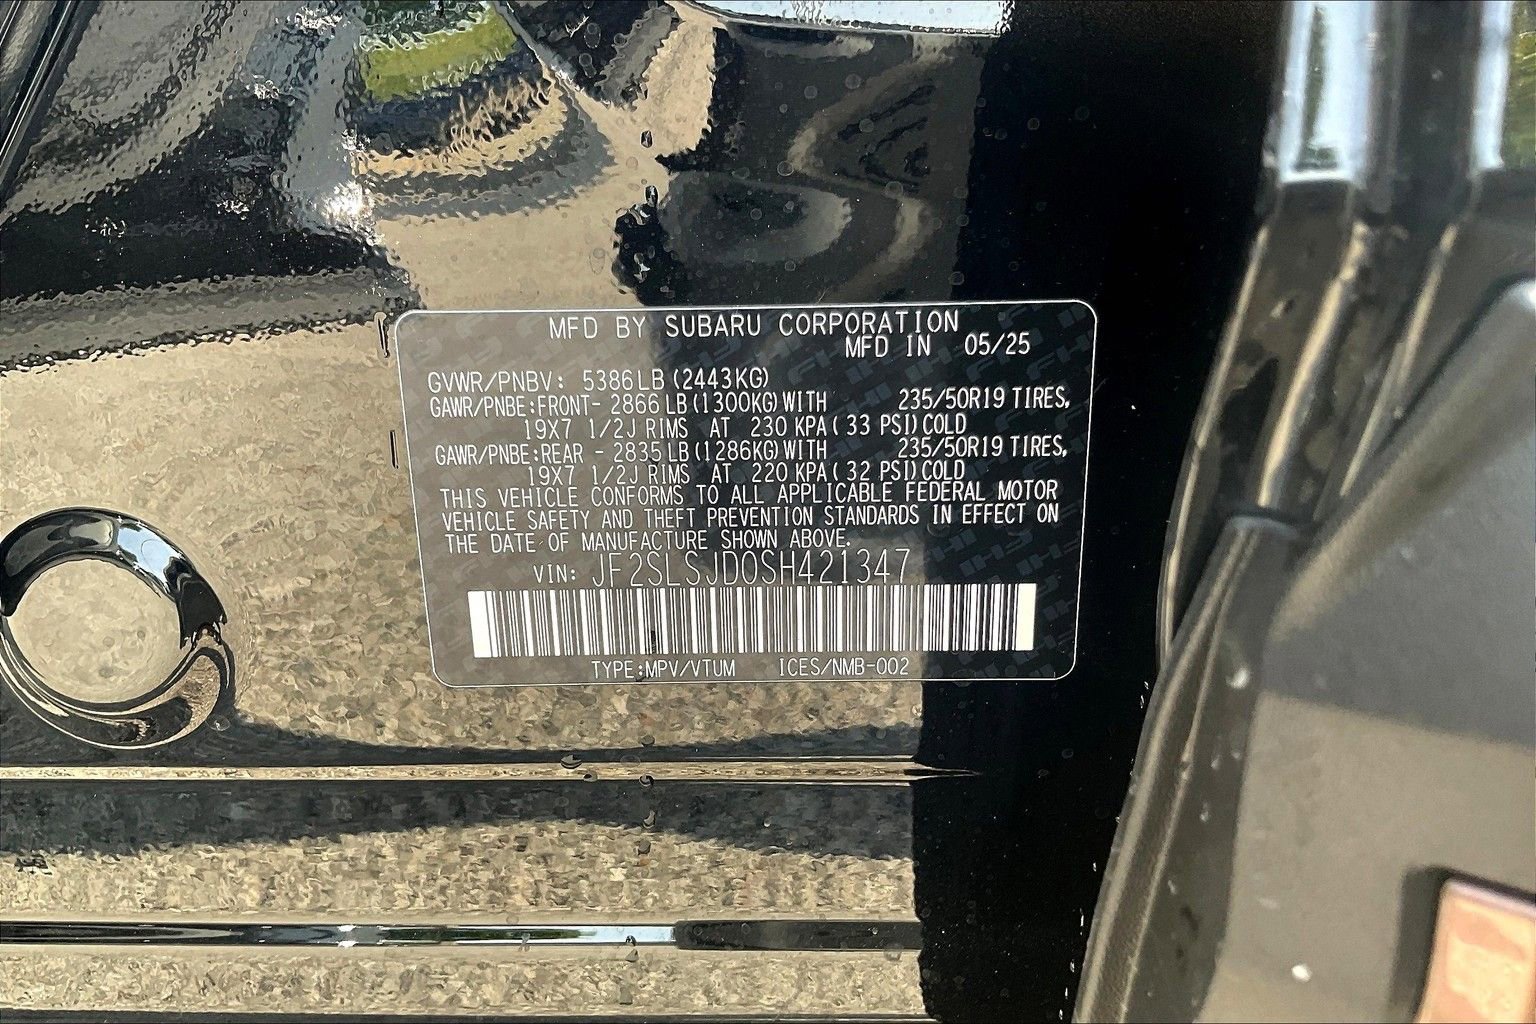 MFD BY SUBARU CORPORATION
MFD IN 05/25
GVWR/PNBV: 5386LB (2443KG)
GAWR/PNBE:FRONT- 2866 LB (1300KG) WITH 235/50R19 TIRES,
19X7 1/2J RIMS AT 230 KPA ( 33 PSI) COLD
GAWR/PNBE:REAR - 2835 LB (1286KG) WITH 235/50R19 TIRES,
19X7 1/2J RIMS AT 220 KPA ( 32 PSI) COLD
THIS VEHICLE CONFORMS TO ALL APPLICABLE FEDERAL MOTOR
VEHICLE SAFETY AND THEFT PREVENTION STANDARDS IN EFFECT ON
THE DATE OF MANUFACTURE SHOWN ABOVE.
VIN: JF2SLSJD0SH421347
TYPE:MPV/VTUM ICES/NMB-002